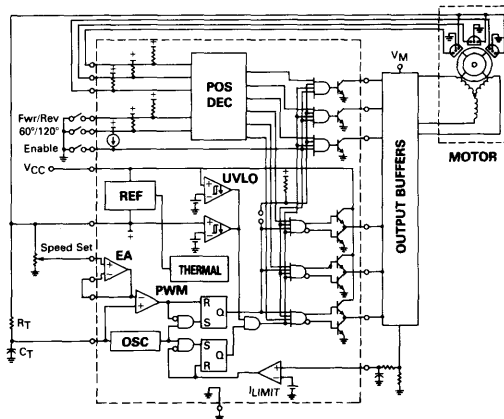 POS
DEC
V_M
OUTPUT BUFFERS
MOTOR
Fwr/Rev
60°/120°
Enable
V_CC
REF
UVLO
THERMAL
Speed Set
EA
PWM
R
S
Q
R_T
C_T
OSC
S
R
Q
I_LIMIT